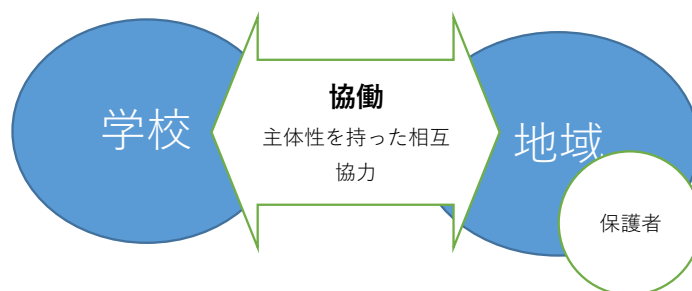 学校
協働
主体性を持った相互
協力
地域
保護者